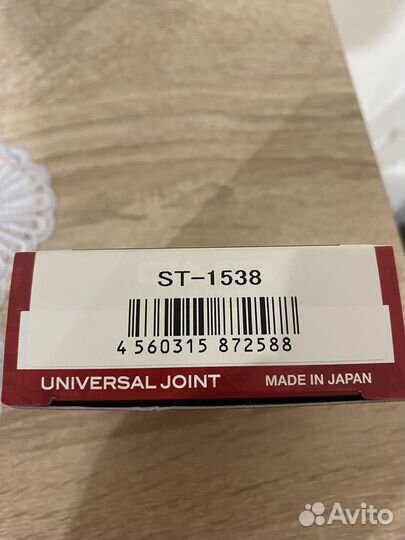 ST-1538
4 560315 872588
UNIVERSAL JOINT MADE IN JAPAN
Avito